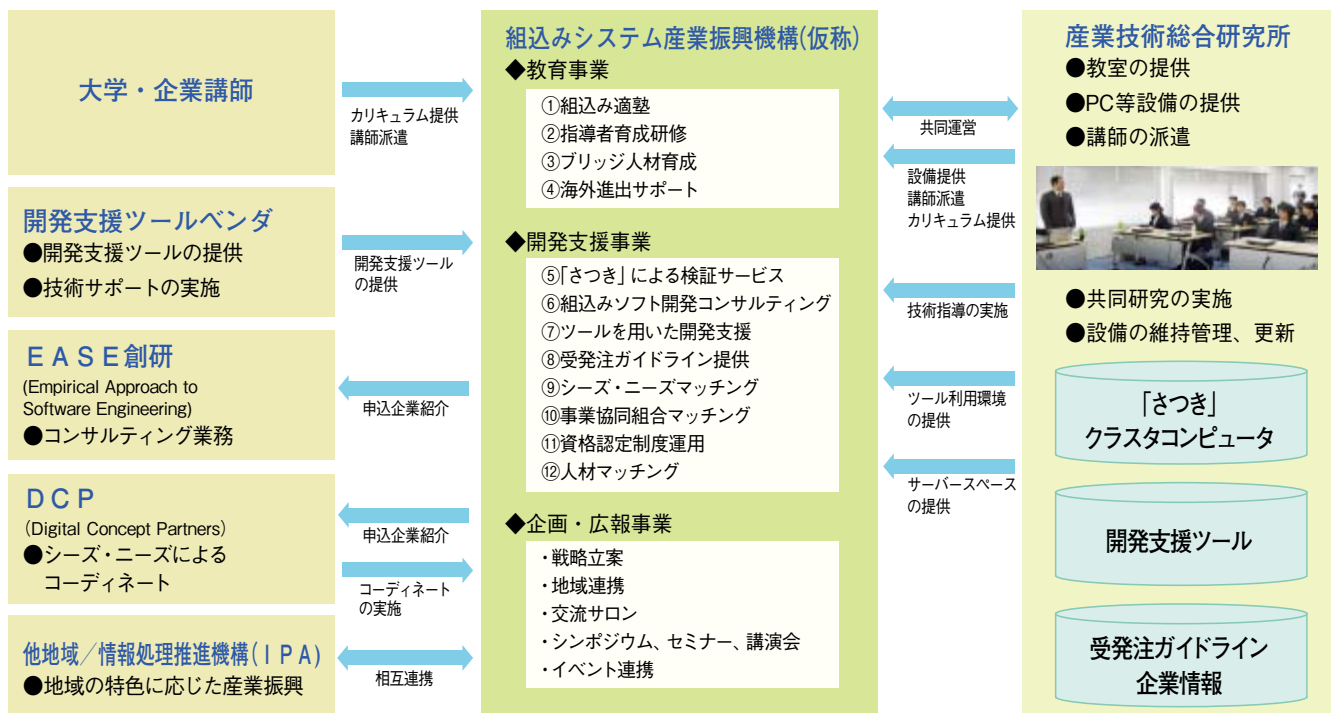 大学・企業講師
開発支援ツールベンダ
●開発支援ツールの提供
●技術サポートの実施
ＥＡＳＥ創研
(Empirical Approach to
Software Engineering)
●コンサルティング業務
ＤＣＰ
(Digital Concept Partners)
●シーズ・ニーズによる
コーディネート
他地域／情報処理推進機構(ＩＰＡ)
●地域の特色に応じた産業振興
カリキュラム提供
講師派遣
開発支援ツール
の提供
申込企業紹介
申込企業紹介
コーディネート
の実施
相互連携
組込みシステム産業振興機構(仮称)
◆教育事業
①組込み適塾
②指導者育成研修
③ブリッジ人材育成
④海外進出サポート
◆開発支援事業
⑤「さつき」による検証サービス
⑥組込みソフト開発コンサルティング
⑦ツールを用いた開発支援
⑧受発注ガイドライン提供
⑨シーズ・ニーズマッチング
⑩事業協同組合マッチング
⑪資格認定制度運用
⑫人材マッチング
◆企画・広報事業
・戦略立案
・地域連携
・交流サロン
・シンポジウム、セミナー、講演会
・イベント連携
共同運営
設備提供
講師派遣
カリキュラム提供
技術指導の実施
ツール利用環境
の提供
サーバースペース
の提供
産業技術総合研究所
●教室の提供
●PC等設備の提供
●講師の派遣
●共同研究の実施
●設備の維持管理、更新
「さつき」
クラスタコンピュータ
開発支援ツール
受発注ガイドライン
企業情報